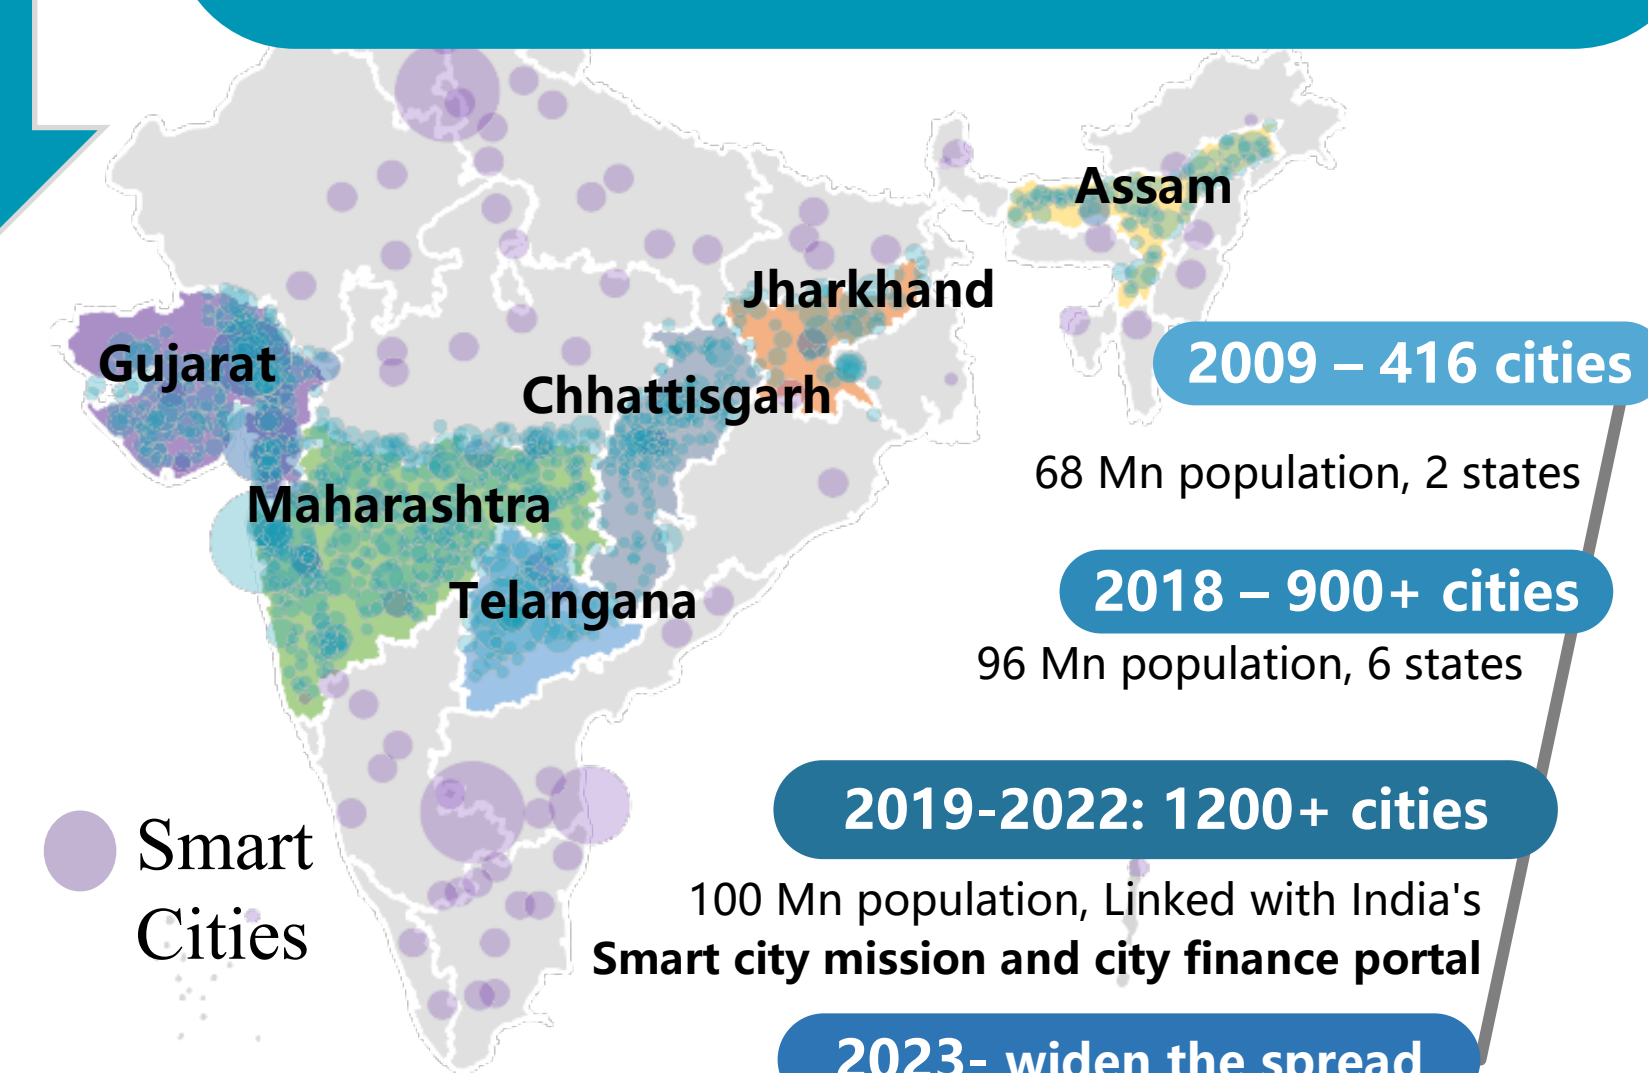 Assam
Jharkhand
Gujarat
Chhattisgarh
Maharashtra
Telangana
Smart
Cities
2009 – 416 cities
68 Mn population, 2 states
2018 – 900+ cities
96 Mn population, 6 states
2019-2022: 1200+ cities
100 Mn population, Linked with India's
Smart city mission and city finance portal
2023- widen the spread